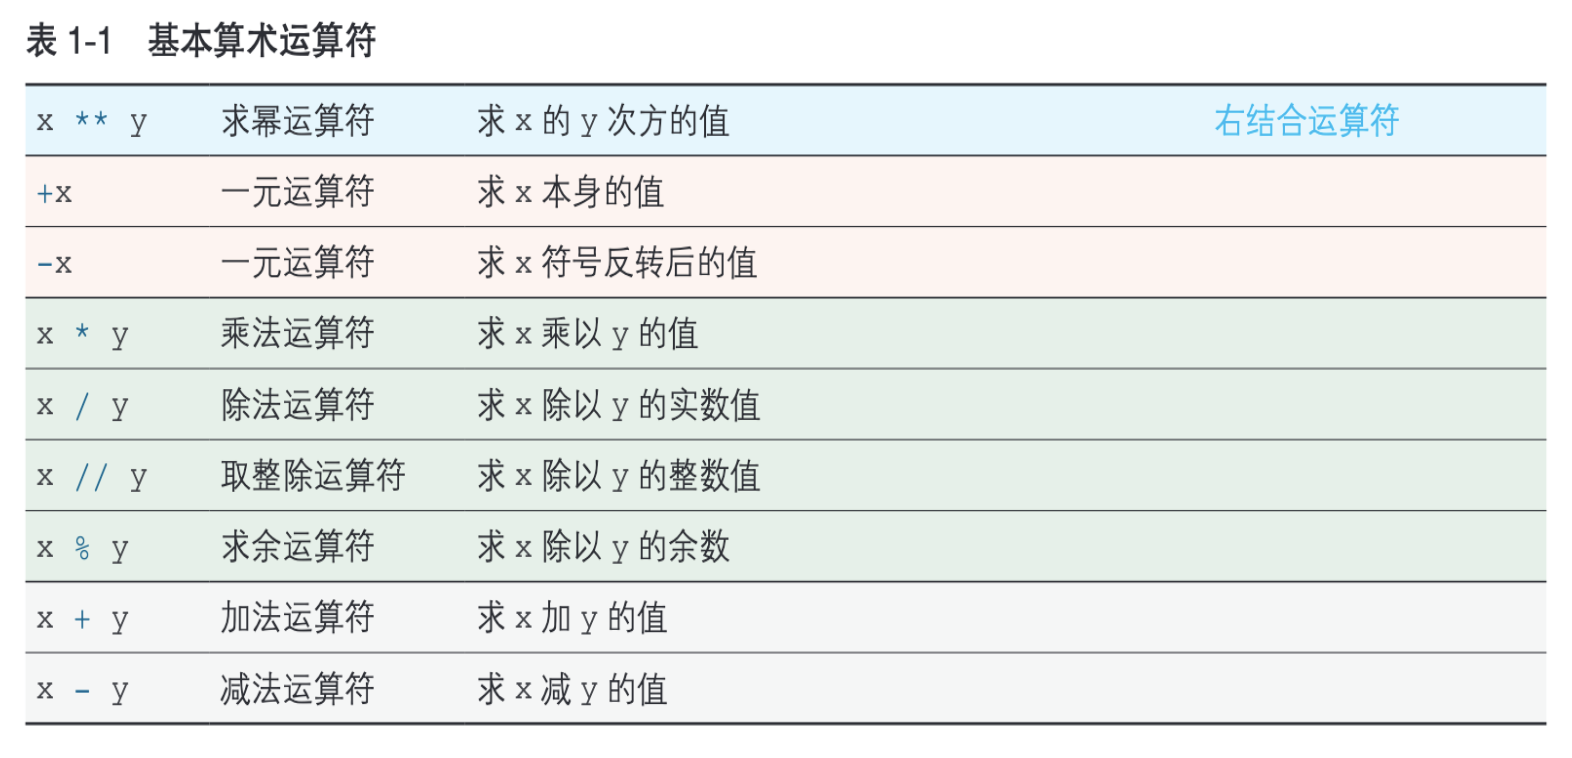 表 1-1 基本算术运算符
x ** y 求幂运算符 求 x 的 y 次方的值 右结合运算符
+x 一元运算符 求 x 本身的值
-x 一元运算符 求 x 符号反转后的值
x * y 乘法运算符 求 x 乘以 y 的值
x / y 除法运算符 求 x 除以 y 的实数值
x // y 取整除运算符 求 x 除以 y 的整数值
x % y 求余运算符 求 x 除以 y 的余数
x + y 加法运算符 求 x 加 y 的值
x - y 减法运算符 求 x 减 y 的值